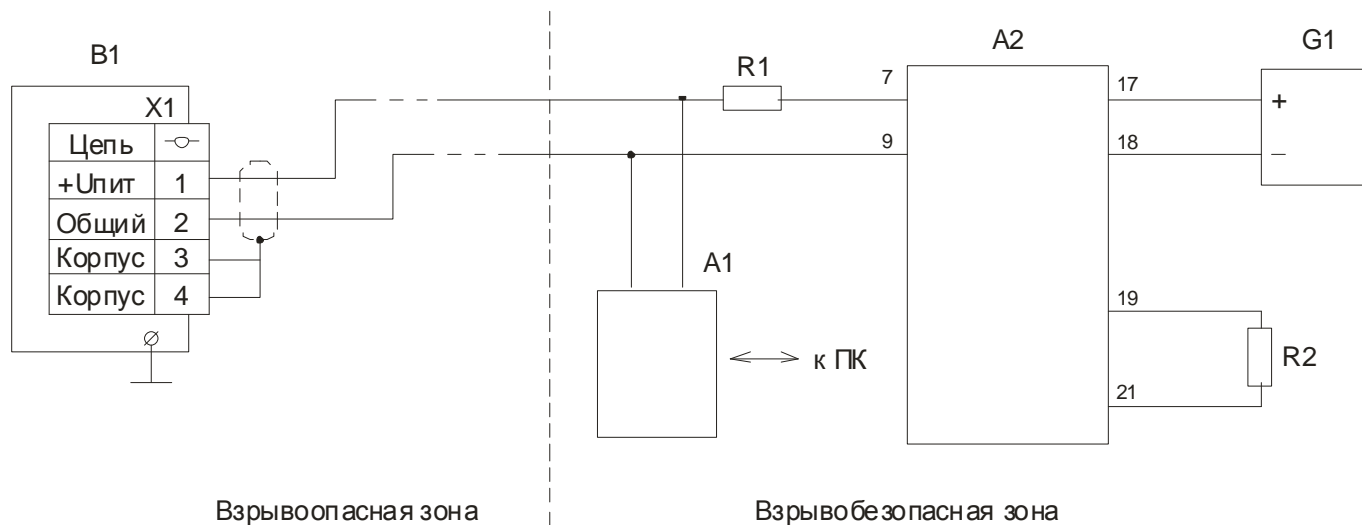 B1
X1
Цепь
+Uпит 1
Общий 2
Корпус 3
Корпус 4
R1
A1
к ПК
A2
7
9
17
18
19
21
G1
+
–
R2
Взрывоопасная зона
Взрывобезопасная зона